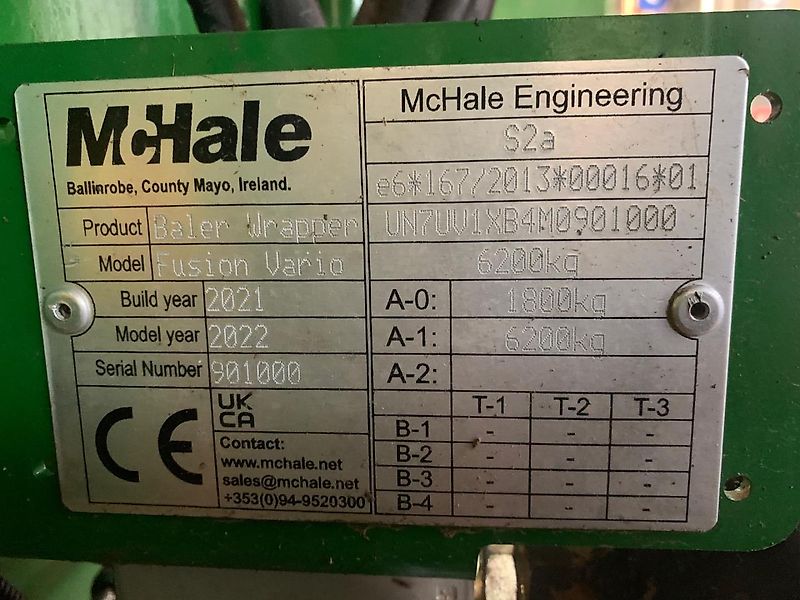 McHale
Ballinrobe, County Mayo, Ireland.
Product Baler Wrapper
Model Fusion Vario
Build year 2021
Model year 2022
Serial Number 901000
CE
UK
CA
Contact:
www.mchale.net
sales@mchale.net
+353(0)94-9520300
McHale Engineering
S2a
e6*167/2013*00016*01
UN7UV1XB4M0901000
6200kg
A-0: 1800kg
A-1: 6200kg
A-2:
T-1 T-2 T-3
B-1 - - -
B-2 - - -
B-3 - - -
B-4 - - -